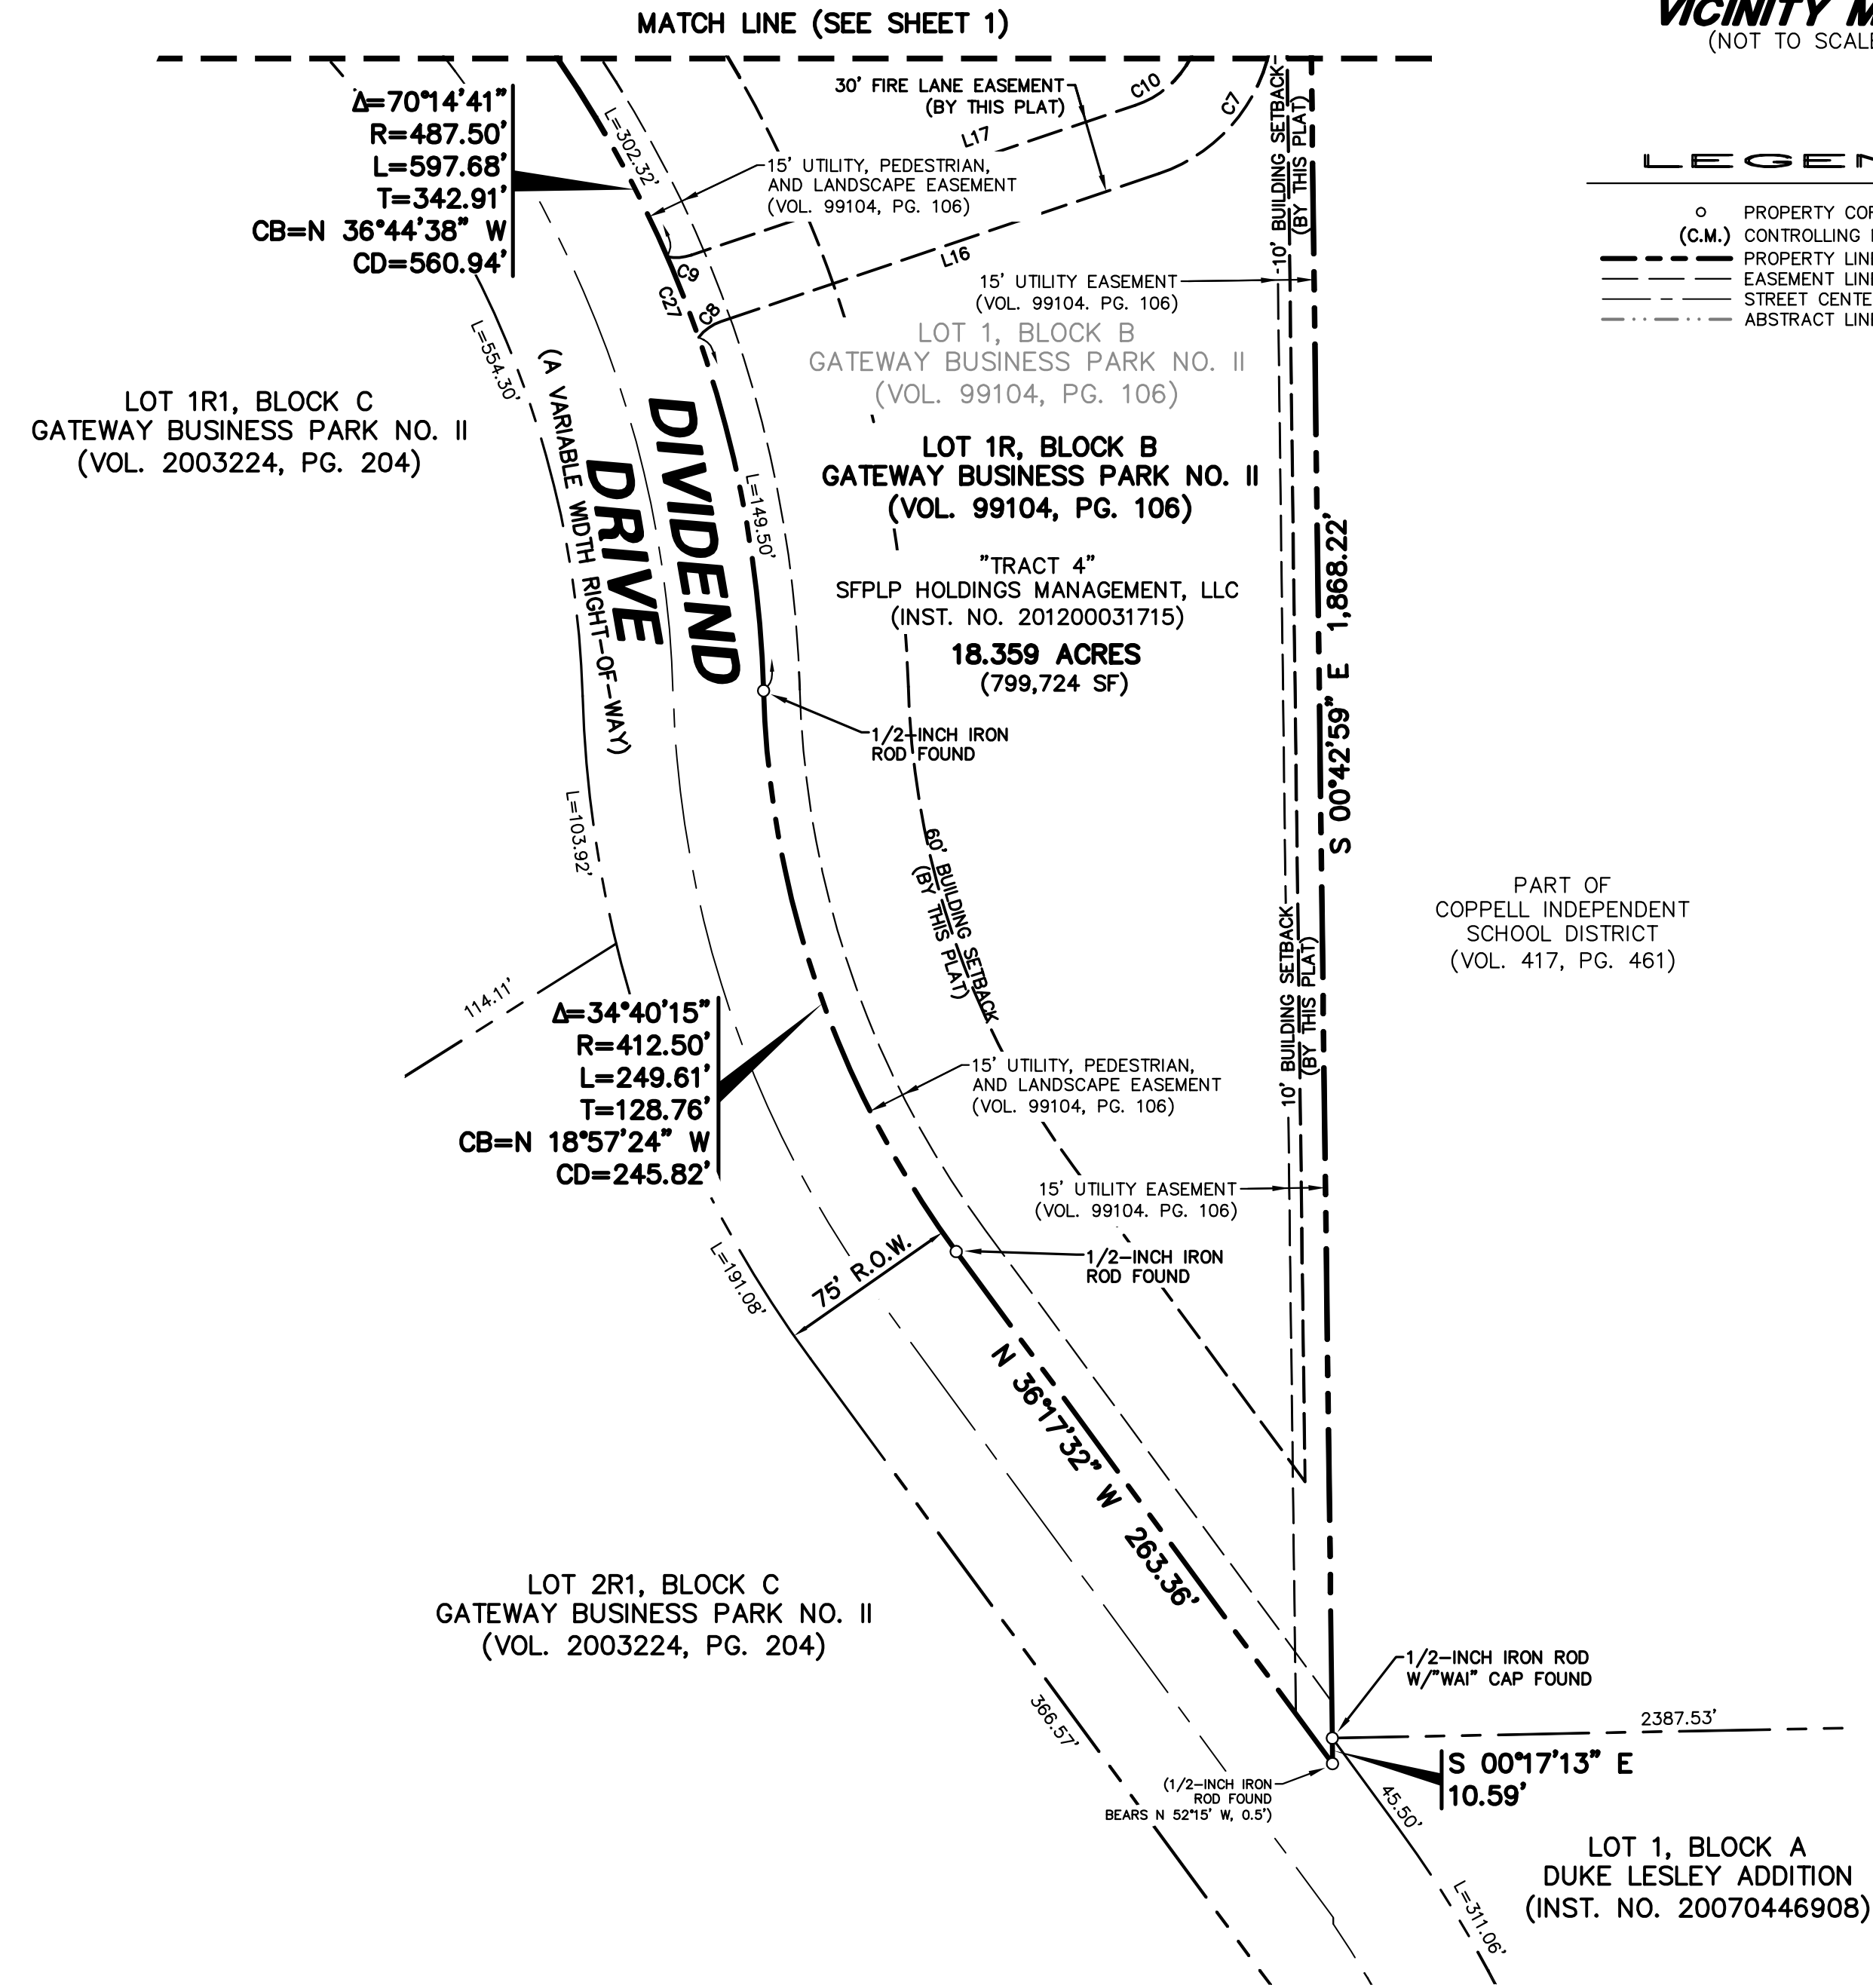 MATCH LINE (SEE SHEET 1)
VICINITY M
(NOT TO SCALE
Δ=70°14'41"
R=487.50'
L=597.68'
T=342.91'
CB=N 36°44'38" W
CD=560.94'
L=302.32'
30' FIRE LANE EASEMENT
(BY THIS PLAT)
C10
C7
L17
15' UTILITY, PEDESTRIAN,
AND LANDSCAPE EASEMENT
(VOL. 99104, PG. 106)
10' BUILDING SETBACK
(BY THIS PLAT)
LEGEN
PROPERTY COR
(C.M.) CONTROLLING
PROPERTY LINE
EASEMENT LINE
STREET CENTE
ABSTRACT LINE
L16
C9
C27
C8
15' UTILITY EASEMENT
(VOL. 99104. PG. 106)
LOT 1, BLOCK B
GATEWAY BUSINESS PARK NO. II
(VOL. 99104, PG. 106)
L=554.30'
LOT 1R1, BLOCK C
GATEWAY BUSINESS PARK NO. II
(VOL. 2003224, PG. 204)
(A VARIABLE WIDTH RIGHT-OF-WAY)
DIVIDEND
DRIVE
L=149.50'
LOT 1R, BLOCK B
GATEWAY BUSINESS PARK NO. II
(VOL. 99104, PG. 106)
"TRACT 4"
SFPLP HOLDINGS MANAGEMENT, LLC
(INST. NO. 201200031715)
18.359 ACRES
(799,724 SF)
S 00°42'59" E 1,868.22'
1/2-INCH IRON
ROD FOUND
L=103.92'
60' BUILDING SETBACK
(BY THIS PLAT)
10' BUILDING SETBACK
(BY THIS PLAT)
PART OF
COPPELL INDEPENDENT
SCHOOL DISTRICT
(VOL. 417, PG. 461)
114.11'
Δ=34°40'15"
R=412.50'
L=249.61'
T=128.76'
CB=N 18°57'24" W
CD=245.82'
15' UTILITY, PEDESTRIAN,
AND LANDSCAPE EASEMENT
(VOL. 99104, PG. 106)
15' UTILITY EASEMENT
(VOL. 99104. PG. 106)
L=191.08'
75' R.O.W.
1/2-INCH IRON
ROD FOUND
N 36°17'32" W 263.36'
LOT 2R1, BLOCK C
GATEWAY BUSINESS PARK NO. II
(VOL. 2003224, PG. 204)
366.57'
1/2-INCH IRON ROD
W/"WAI" CAP FOUND
2387.53'
S 00°17'13" E
10.59'
(1/2-INCH IRON
ROD FOUND
BEARS N 52°15' W, 0.5')
45.50'
L=311.06'
LOT 1, BLOCK A
DUKE LESLEY ADDITION
(INST. NO. 20070446908)